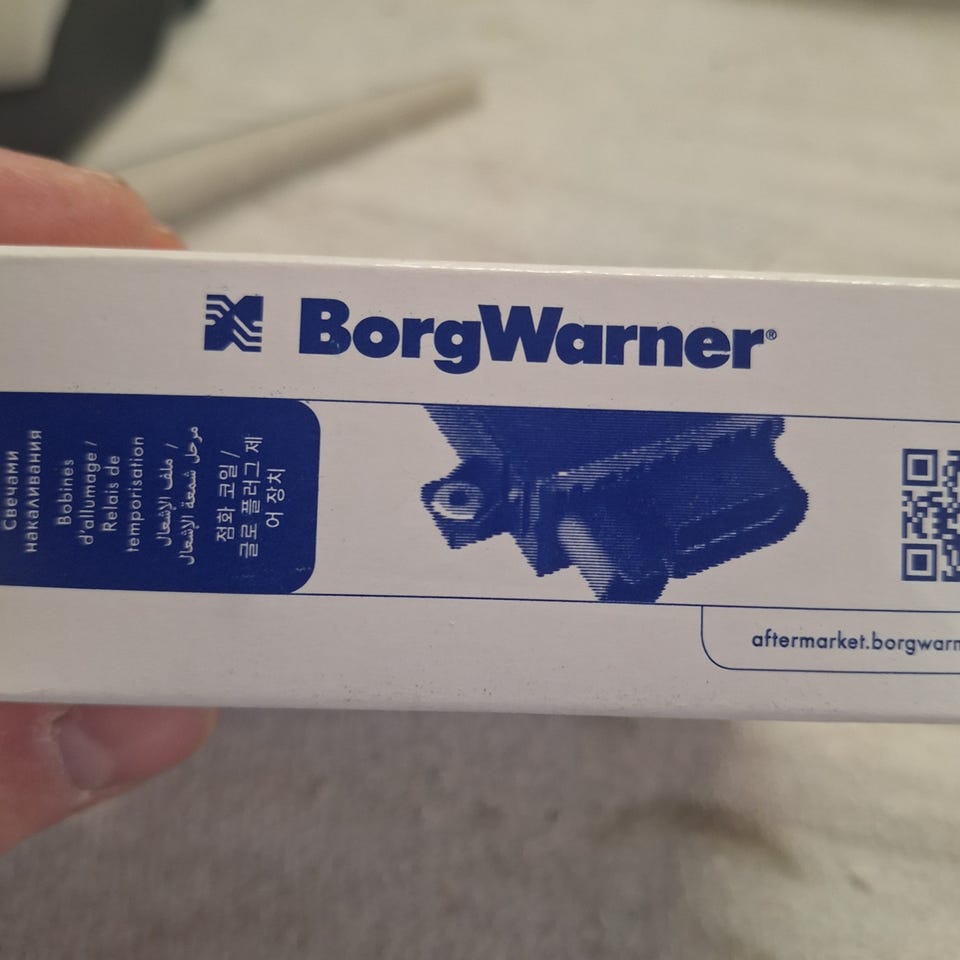 BorgWarner®
Свечами
накаливания
Bobines
d'allumage /
Relais de
temporisation
ملف الإشعال /
مرحل شمعة الإشعال
점화 코일 /
글로 플러그 제
어 장치
aftermarket.borgwarn